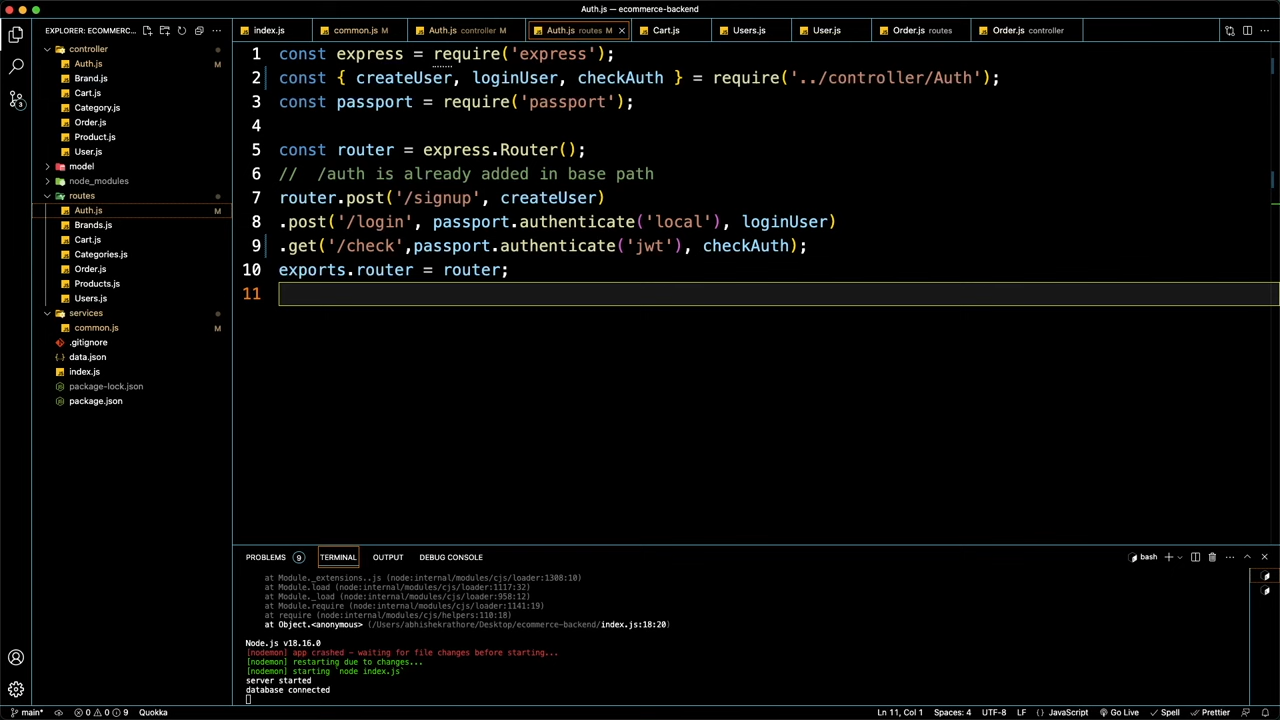 Auth.js — ecommerce-backend
EXPLORER: ECOMMERC...
index.js
common.js M
Auth.js controller M
Auth.js routes M
Cart.js
Users.js
User.js
Order.js routes
Order.js controller
controller
Auth.js M
Brand.js
Cart.js
Category.js
Order.js
Product.js
User.js
model
node_modules
routes
Auth.js M
Brands.js
Cart.js
Categories.js
Order.js
Products.js
Users.js
services
common.js M
.gitignore
data.json
index.js
package-lock.json
package.json
3
1 const express = require('express');
2 const { createUser, loginUser, checkAuth } = require('../controller/Auth');
3 const passport = require('passport');
4
5 const router = express.Router();
6 //  /auth is already added in base path
7 router.post('/signup', createUser)
8 .post('/login', passport.authenticate('local'), loginUser)
9 .get('/check',passport.authenticate('jwt'), checkAuth);
10 exports.router = router;
11
PROBLEMS 9 TERMINAL OUTPUT DEBUG CONSOLE
bash
at Module._extensions..js (node:internal/modules/cjs/loader:1308:10)
at Module.load (node:internal/modules/cjs/loader:1117:32)
at Module._load (node:internal/modules/cjs/loader:958:12)
at Module.require (node:internal/modules/cjs/loader:1141:19)
at require (node:internal/modules/cjs/helpers:110:18)
at Object.<anonymous> (/Users/abhishekrathore/Desktop/ecommerce-backend/index.js:18:20)
Node.js v18.16.0
[nodemon] app crashed - waiting for file changes before starting...
[nodemon] restarting due to changes...
[nodemon] starting `node index.js`
server started
database connected
main* 0 0 9 Quokka
Ln 11, Col 1 Spaces: 4 UTF-8 LF { } JavaScript Go Live Spell Prettier